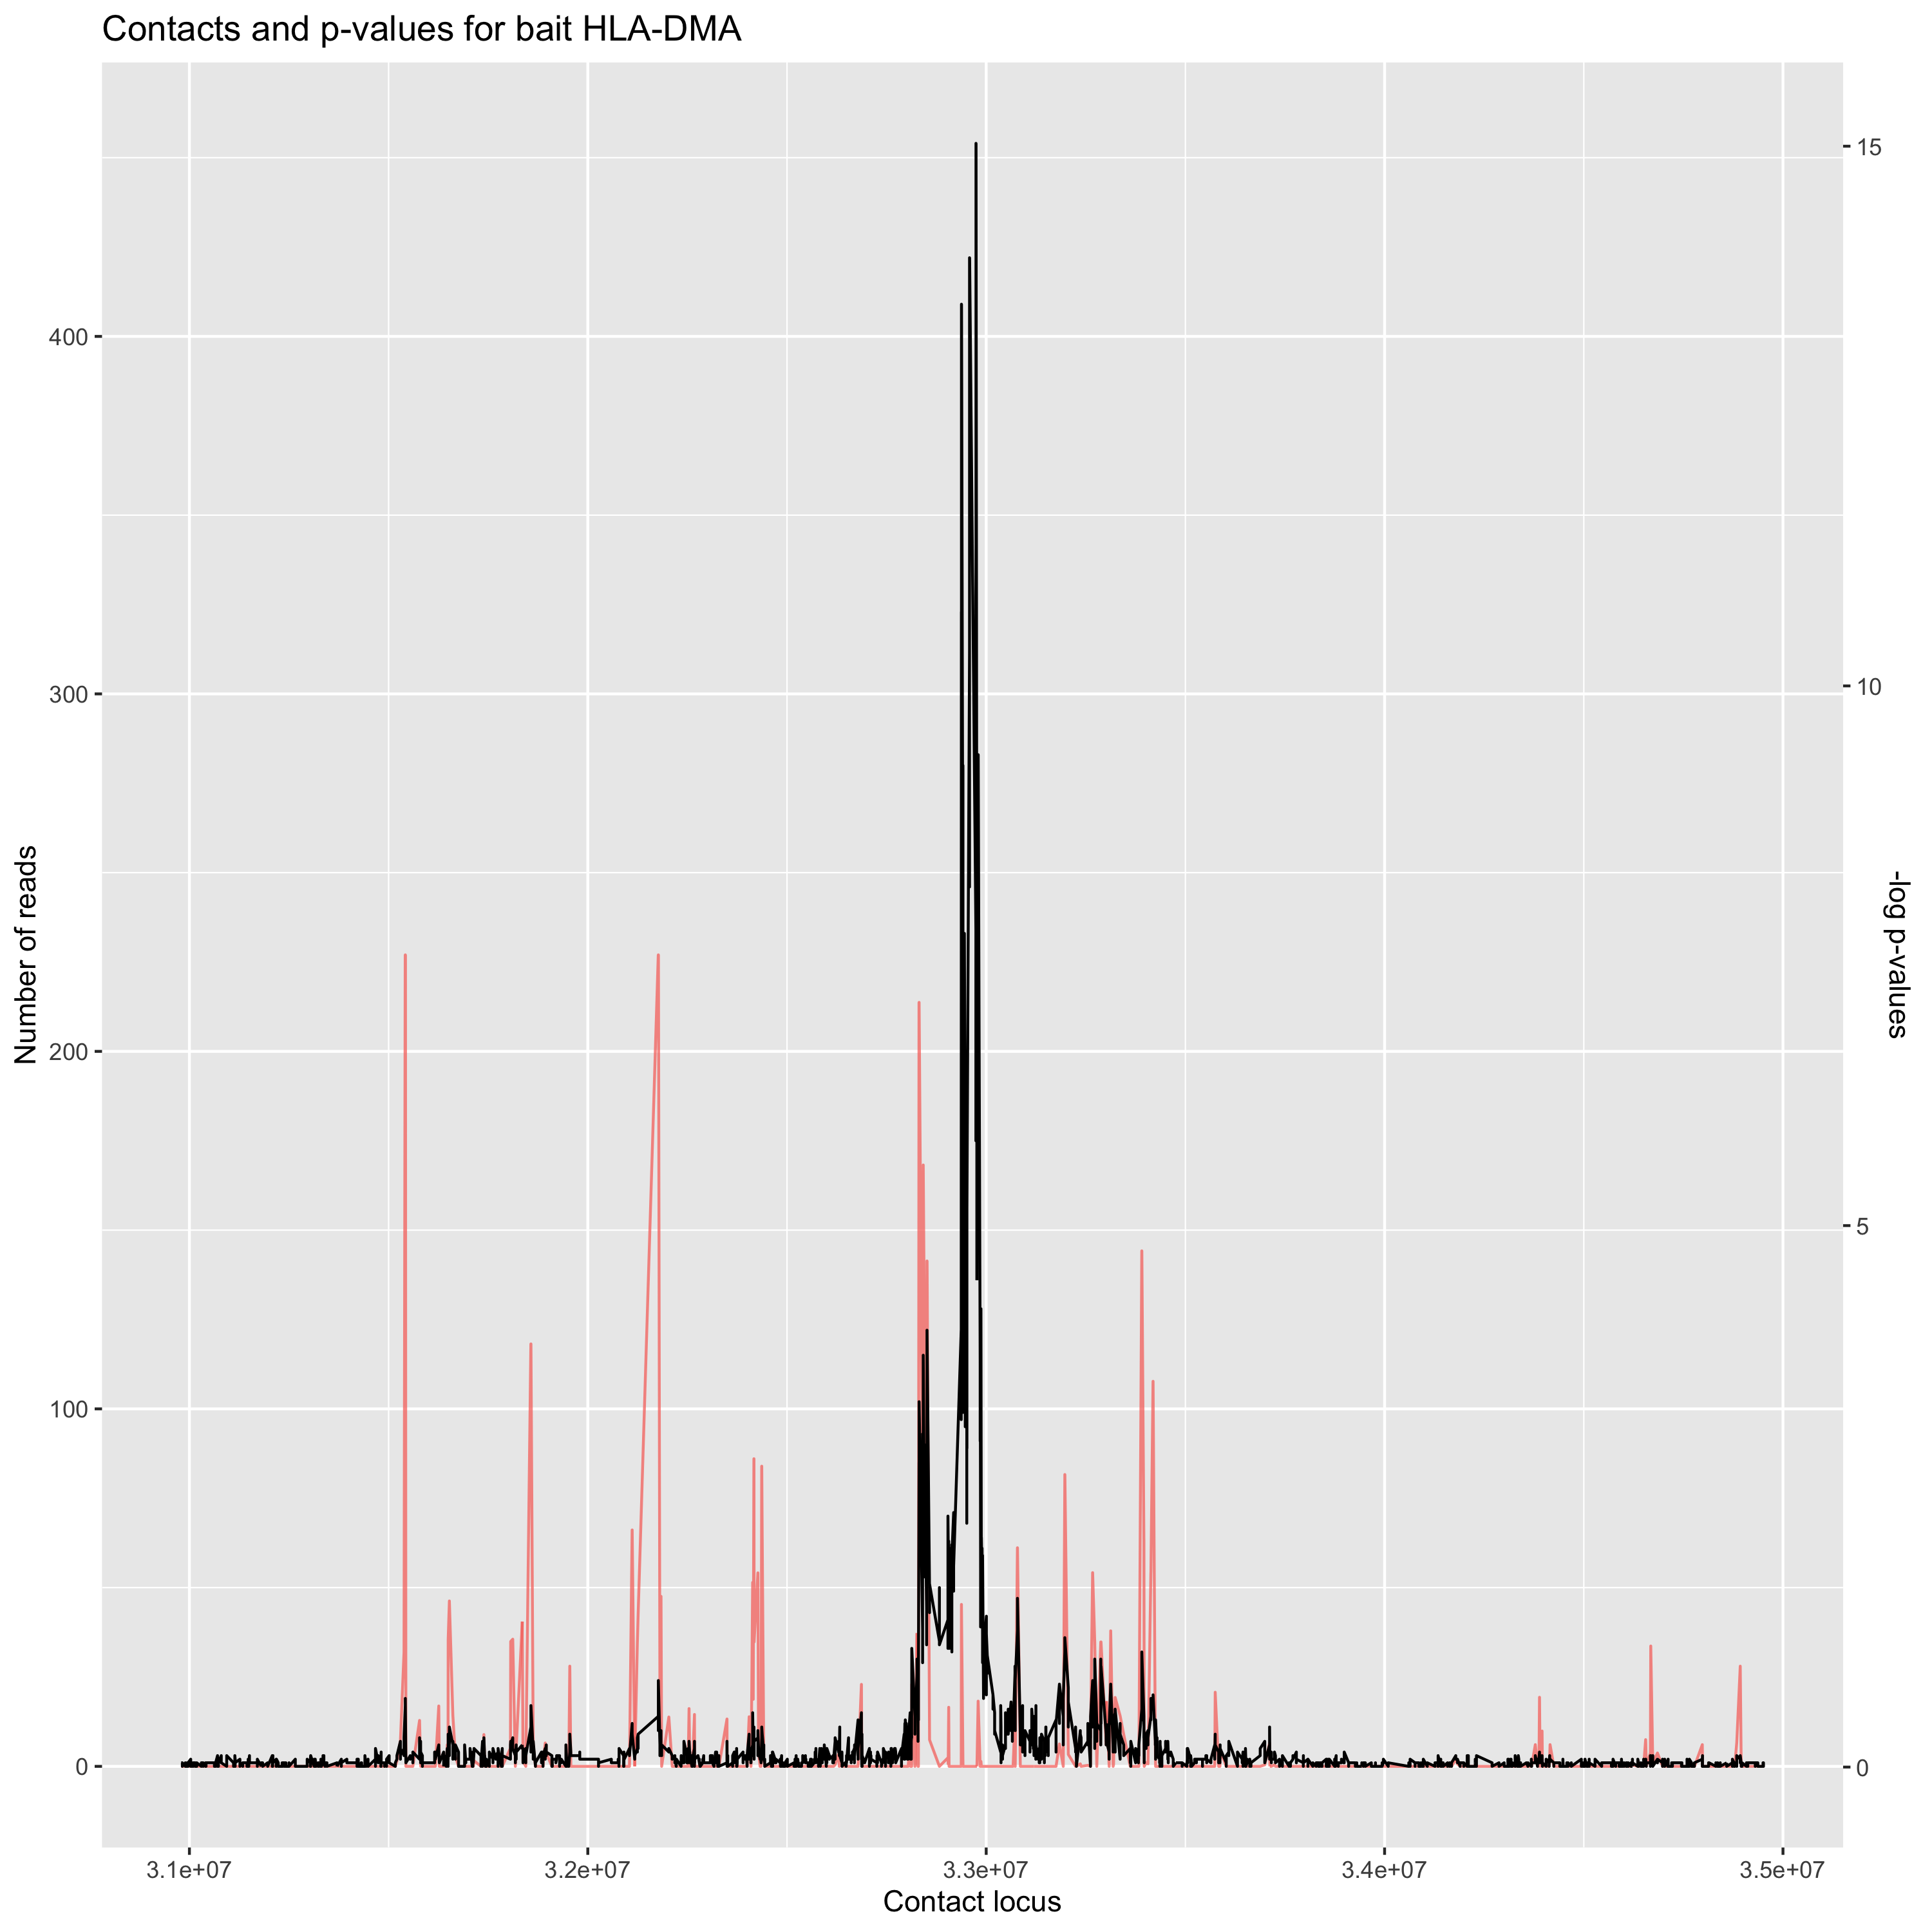 Contacts and p-values for bait HLA-DMA
Number of reads
400
300
200
100
0
15
10
5
0
-log p-values
3.1e+07 3.2e+07 3.3e+07 3.4e+07 3.5e+07
Contact locus